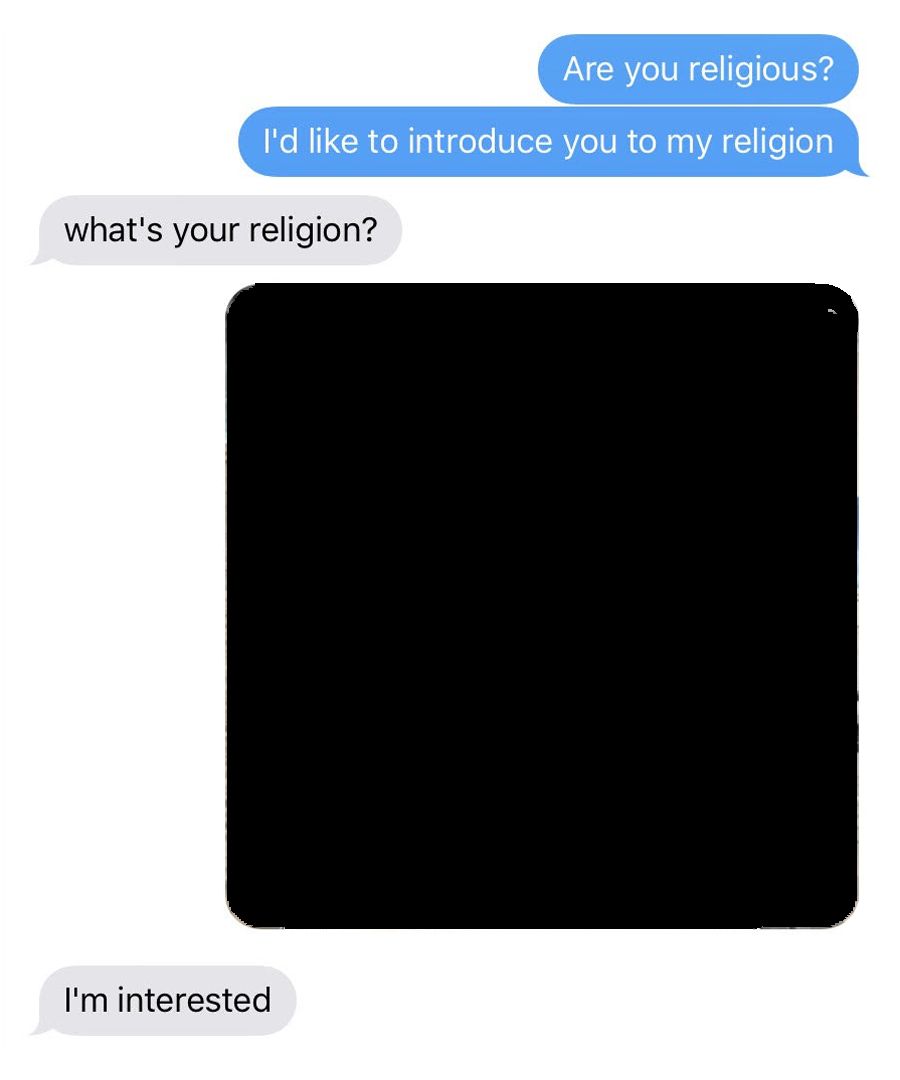 Are you religious?
I'd like to introduce you to my religion
what's your religion?
I'm interested